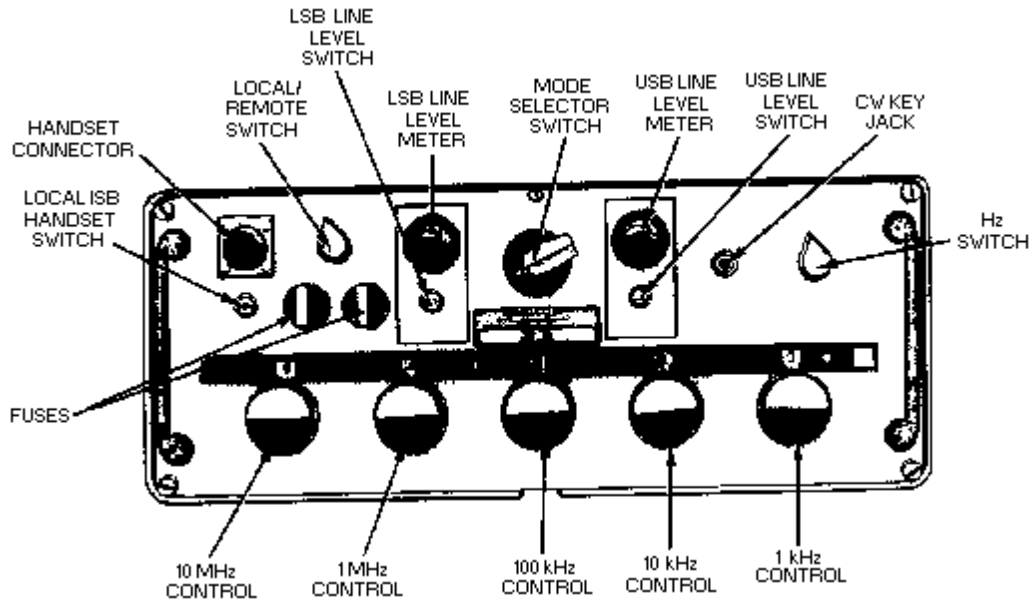 LSB LINE
LEVEL
SWITCH
LOCAL/
REMOTE
SWITCH
LSB LINE
LEVEL
METER
MODE
SELECTOR
SWITCH
USB LINE
LEVEL
METER
USB LINE
LEVEL
SWITCH
CW KEY
JACK
HANDSET
CONNECTOR
LOCAL ISB
HANDSET
SWITCH
Hz
SWITCH
FUSES
10 MHz
CONTROL
1 MHz
CONTROL
100 kHz
CONTROL
10 kHz
CONTROL
1 kHz
CONTROL